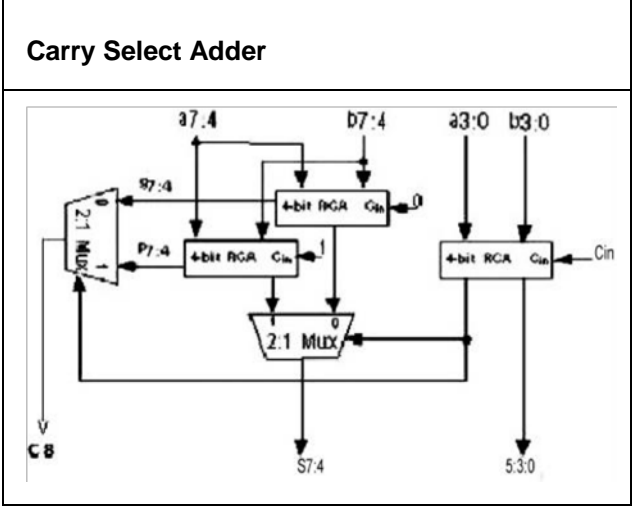 Carry Select Adder
a7:4 b7:4 a3:0 b3:0
S7:4
0
4-bit RCA Cin
0
2:1 Mux
P7:4
1
4-bit RCA Cin
1
4-bit RCA Cin
Cin
1 0
2:1 Mux
C8
S7:4
5:3:0